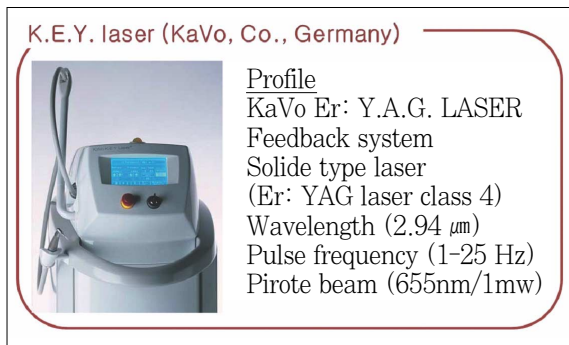 K.E.Y. laser (KaVo, Co., Germany)
Profile
KaVo Er: Y.A.G. LASER
Feedback system
Solide type laser
(Er: YAG laser class 4)
Wavelength (2.94 ㎛)
Pulse frequency (1-25 Hz)
Pirote beam (655nm/1mw)